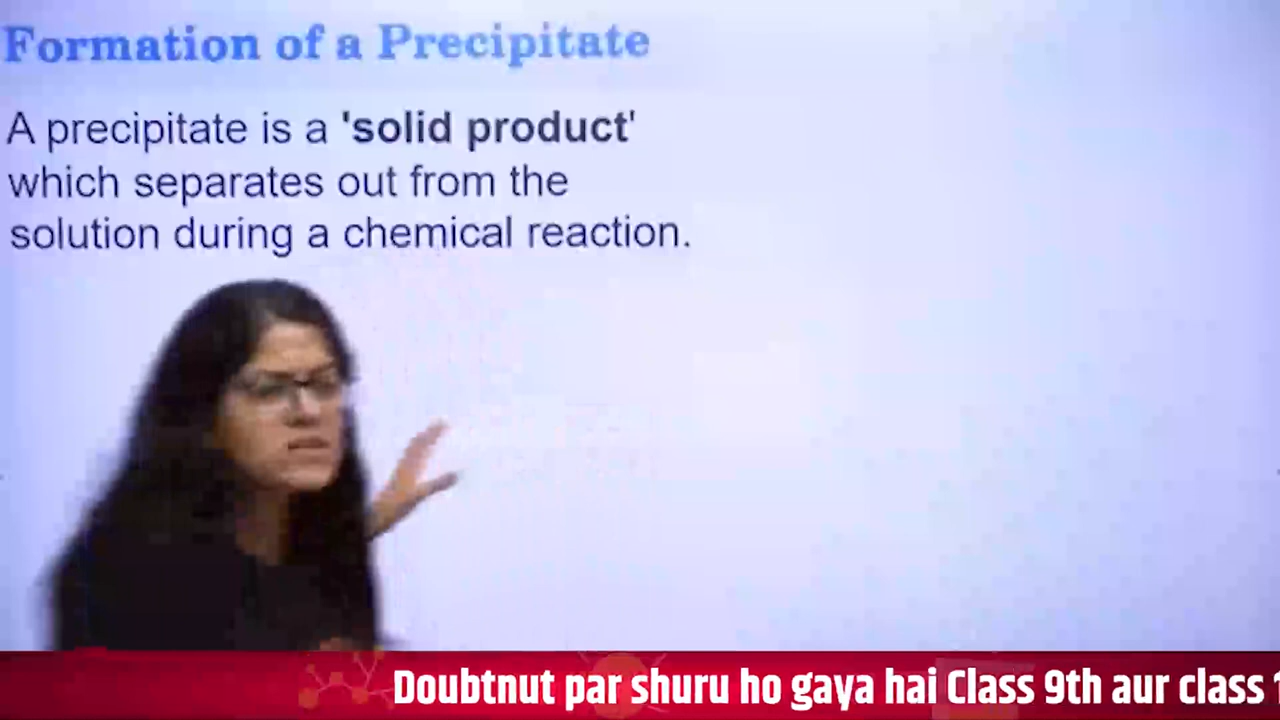 Formation of a Precipitate
A precipitate is a 'solid product'
which separates out from the
solution during a chemical reaction.
Doubtnut par shuru ho gaya hai Class 9th aur class